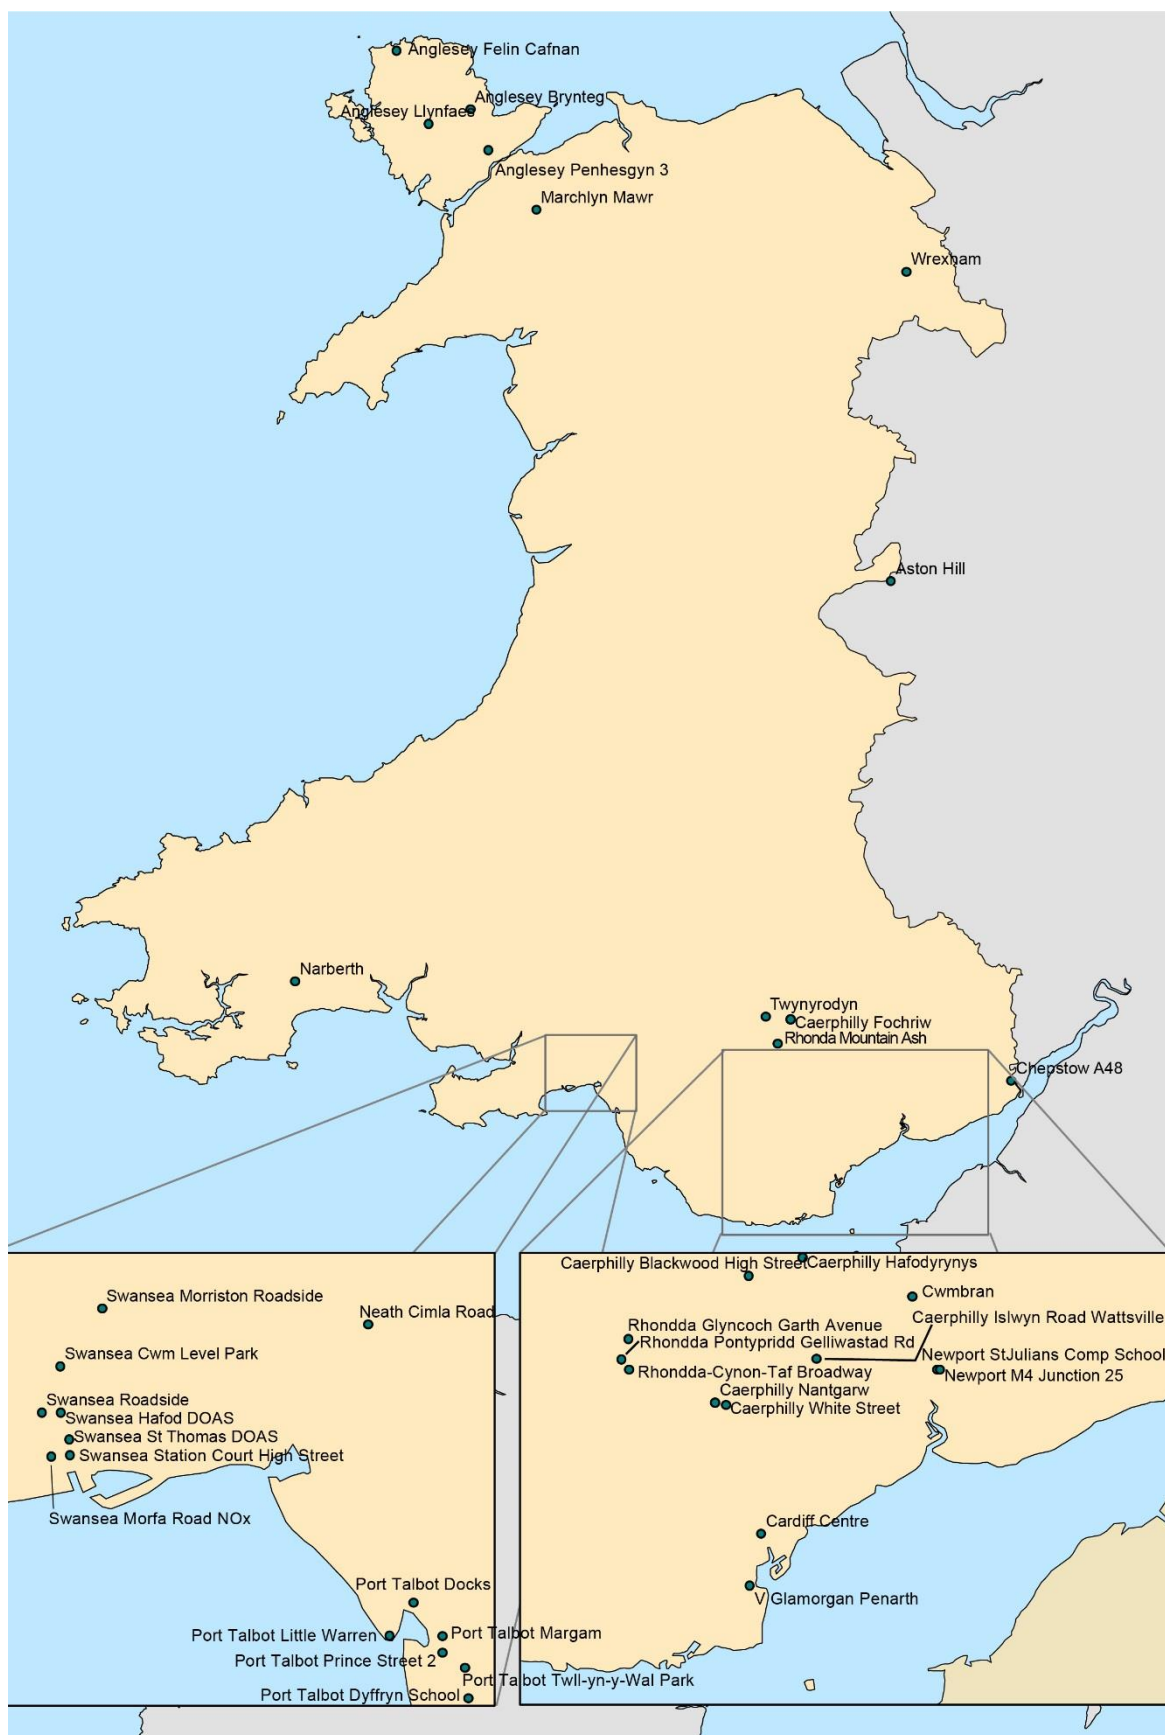 Anglesey Felin Cafnan
Anglesey Brynteg
Anglesey Llynfaes
Anglesey Penhesgyn 3
Marchlyn Mawr
Wrexham
Aston Hill
Narberth
Twynyrodyn
Caerphilly Fochriw
Rhonda Mountain Ash
Chepstow A48
Swansea Morriston Roadside
Neath Cimla Road
Swansea Cwm Level Park
Swansea Roadside
Swansea Hafod DOAS
Swansea St Thomas DOAS
Swansea Station Court High Street
Swansea Morfa Road NOx
Port Talbot Docks
Port Talbot Little Warren
Port Talbot Margam
Port Talbot Prince Street 2
Port Talbot Twll-yn-y-Wal Park
Port Talbot Dyffryn School
Caerphilly Blackwood High Street
Caerphilly Hafodyrynys
Cwmbran
Caerphilly Islwyn Road Wattsville
Rhondda Glyncoch Garth Avenue
Rhondda Pontypridd Gelliwastad Rd
Rhondda-Cynon-Taf Broadway
Newport StJulians Comp School
Newport M4 Junction 25
Caerphilly Nantgarw
Caerphilly White Street
Cardiff Centre
V Glamorgan Penarth